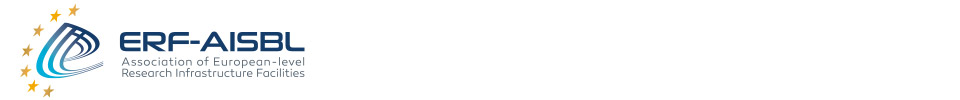 ERF-AISBL
Association of European-level
Research Infrastructure Facilities